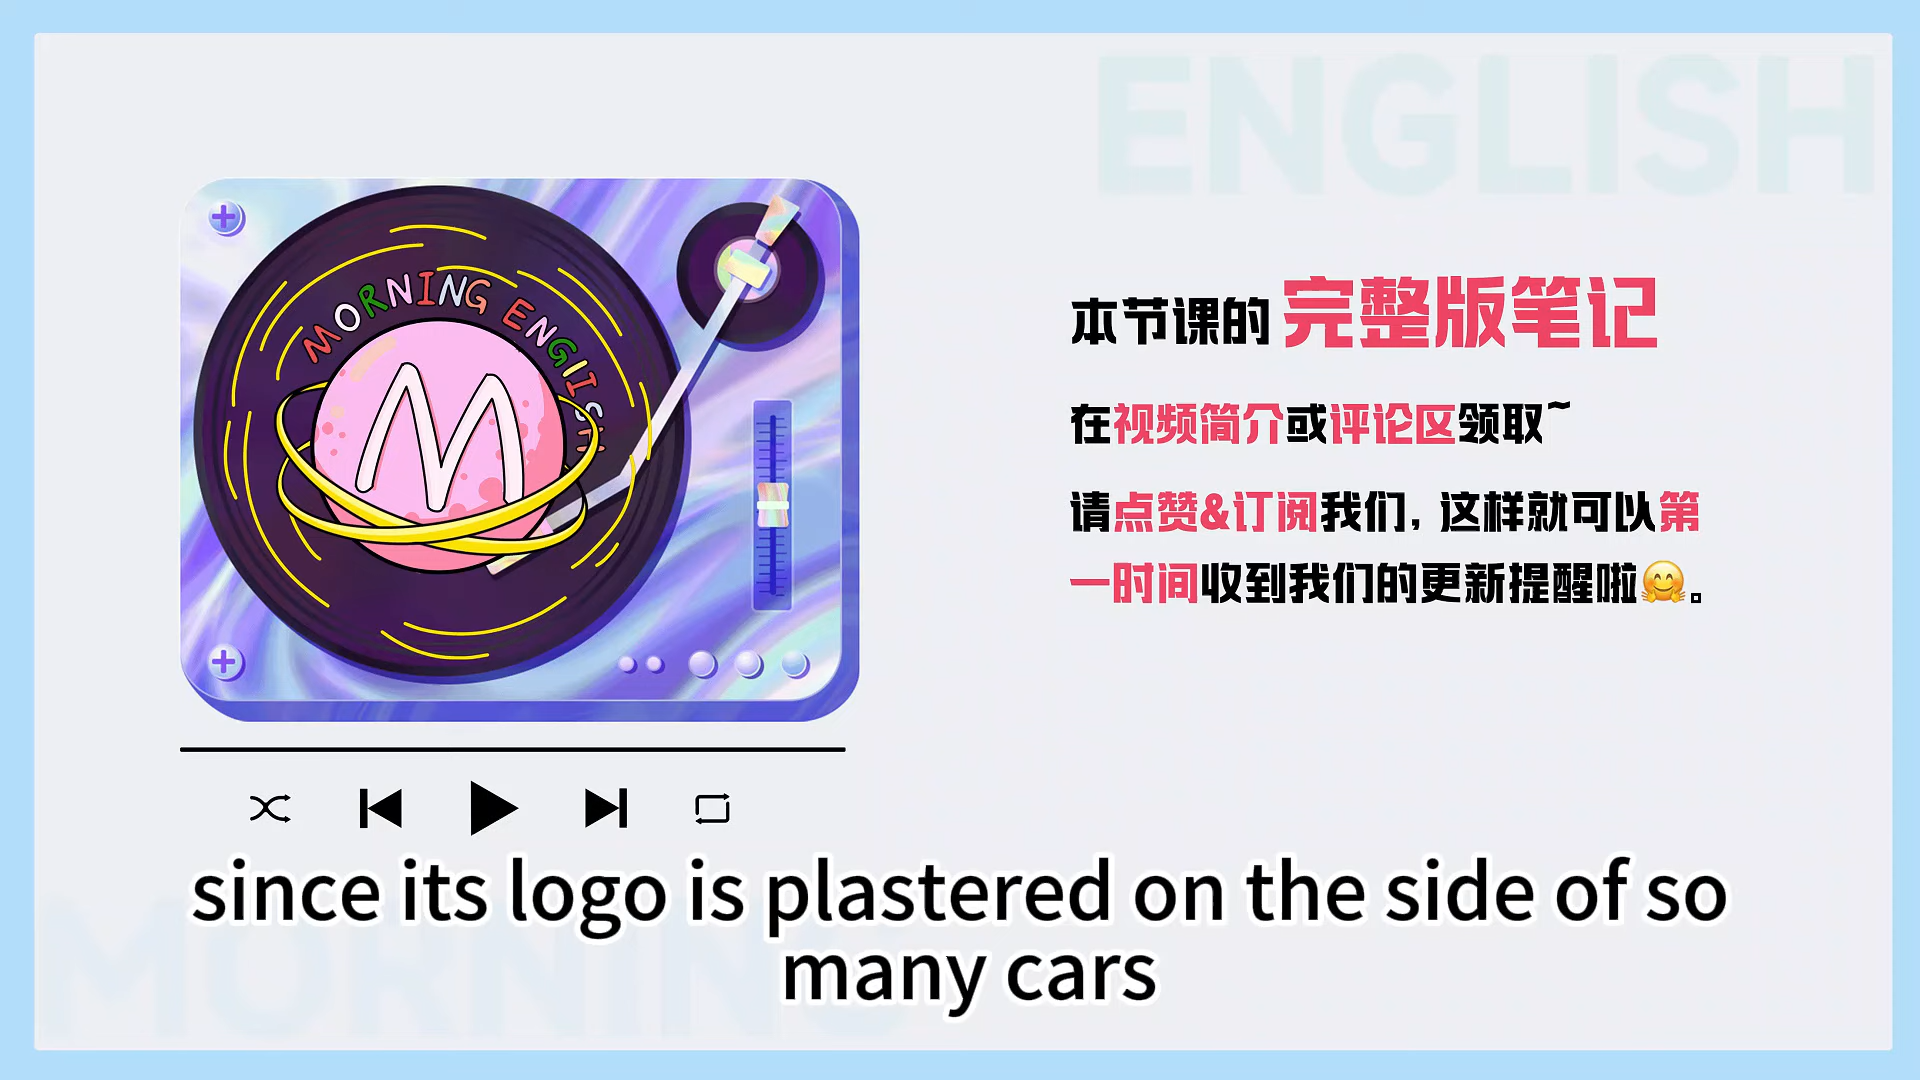 ENGLISH
MORNING ENGLISH
M
本节课的完整版笔记
在视频简介或评论区领取~
请点赞&订阅我们，这样就可以第
一时间收到我们的更新提醒啦🤗。
since its logo is plastered on the side of so
many cars
MORNING